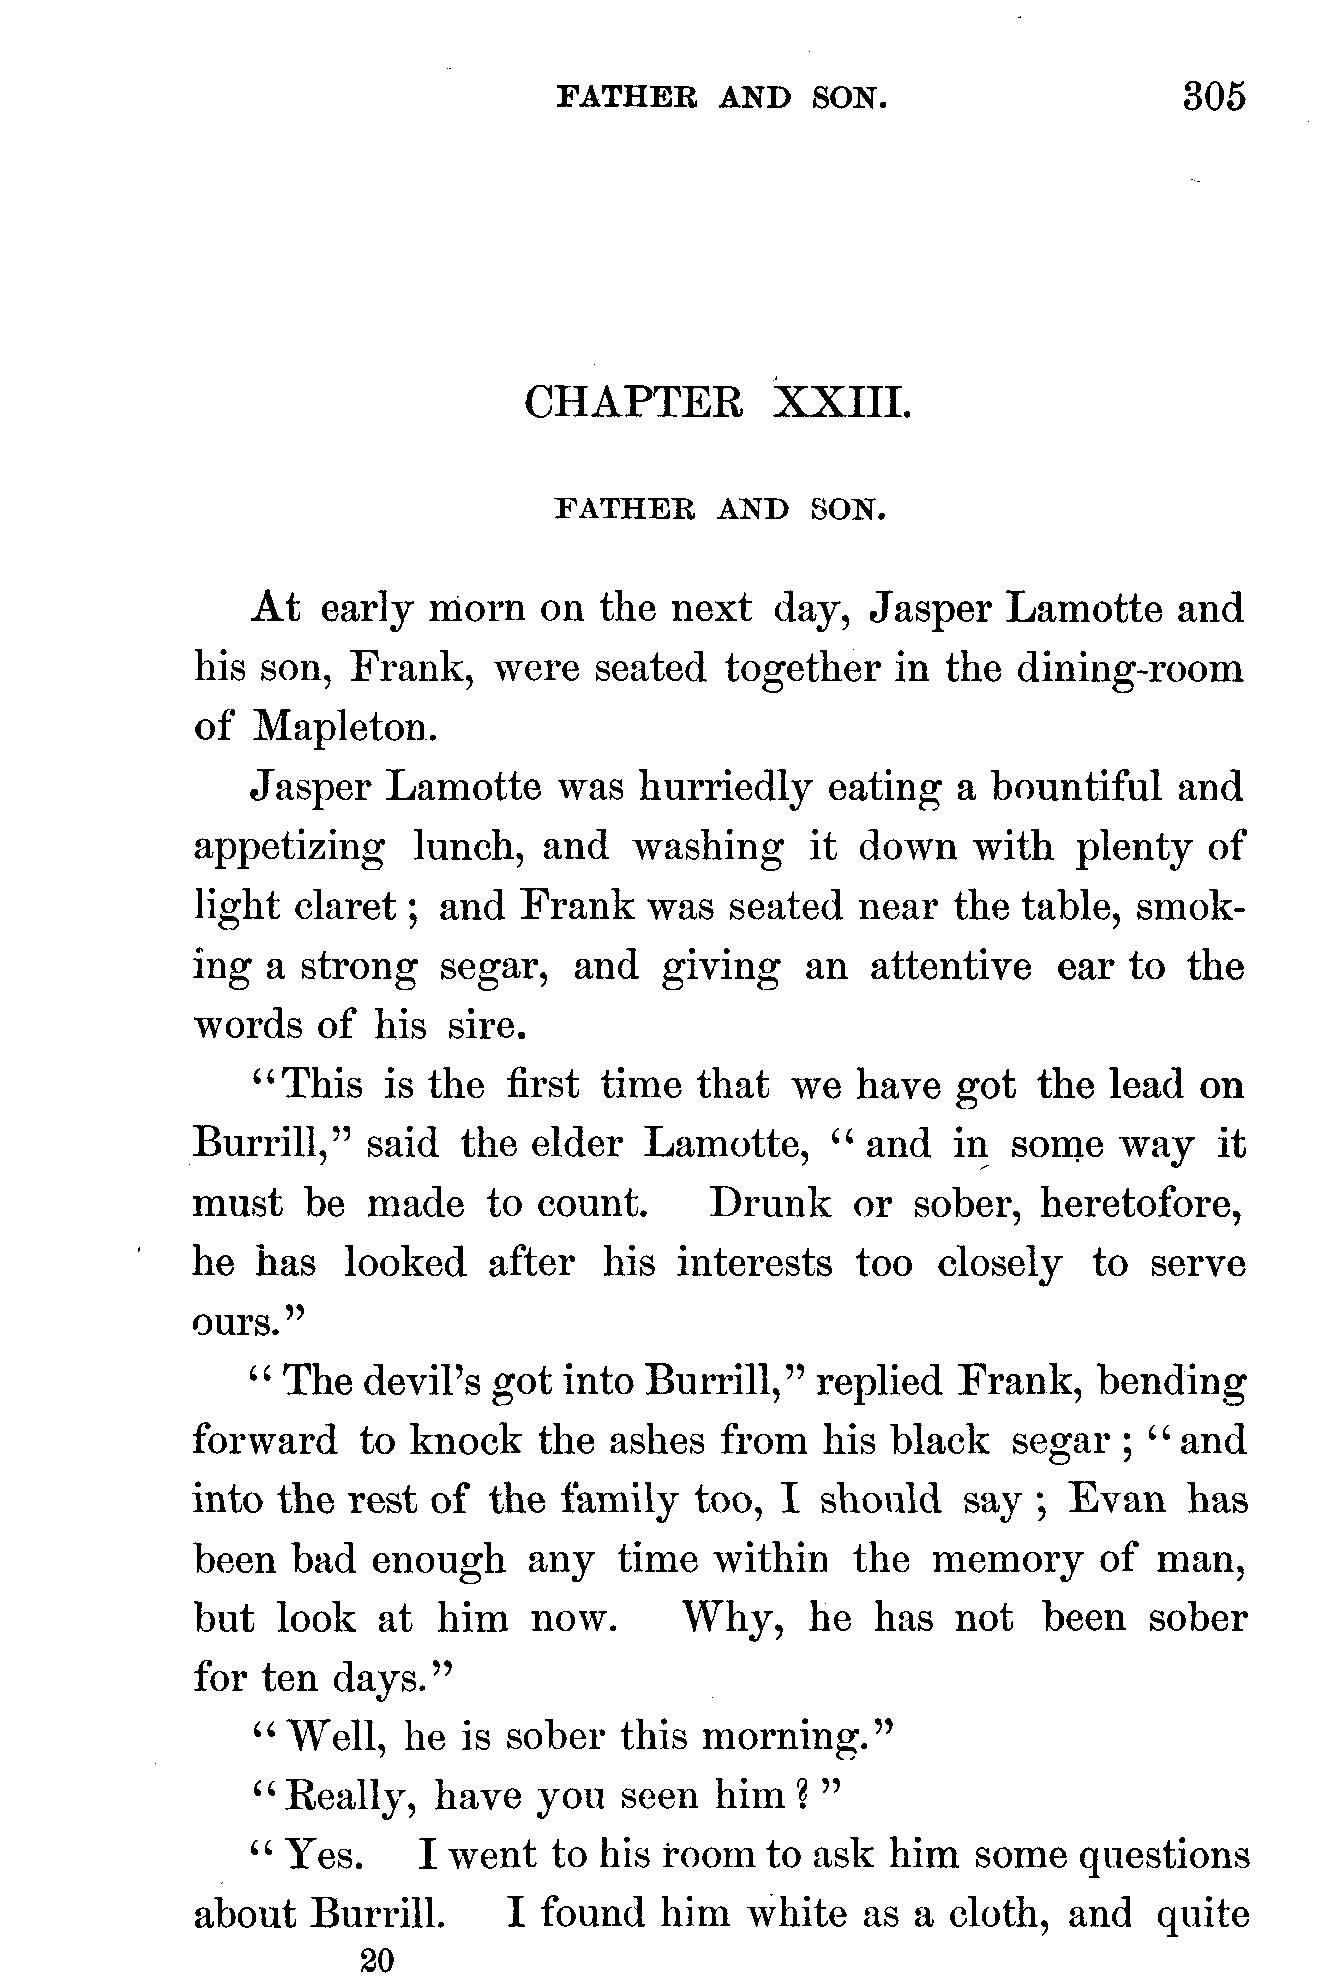 FATHER AND SON. 305
CHAPTER XXIII.
FATHER AND SON.
At early morn on the next day, Jasper Lamotte and
his son, Frank, were seated together in the dining-room
of Mapleton.
Jasper Lamotte was hurriedly eating a bountiful and
appetizing lunch, and washing it down with plenty of
light claret; and Frank was seated near the table, smok-
ing a strong segar, and giving an attentive ear to the
words of his sire.
“This is the first time that we have got the lead on
Burrill,” said the elder Lamotte, “and in some way it
must be made to count. Drunk or sober, heretofore,
he has looked after his interests too closely to serve
ours.”
“The devil's got into Burrill,” replied Frank, bending
forward to knock the ashes from his black segar; “and
into the rest of the family too, I should say; Evan has
been bad enough any time within the memory of man,
but look at him now. Why, he has not been sober
for ten days.”
“Well, he is sober this morning.”
“Really, have you seen him?”
“Yes. I went to his room to ask him some questions
about Burrill. I found him white as a cloth, and quite
20